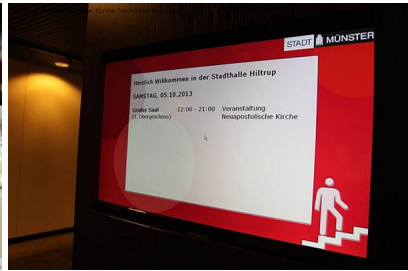 STADT MÜNSTER
Herzlich Willkommen in der Stadthalle Hiltrup
SAMSTAG, 05.10.2013
Großer Saal 12:00 - 21:00 Veranstaltung
(1. Obergeschoss) Neuapostolische Kirche